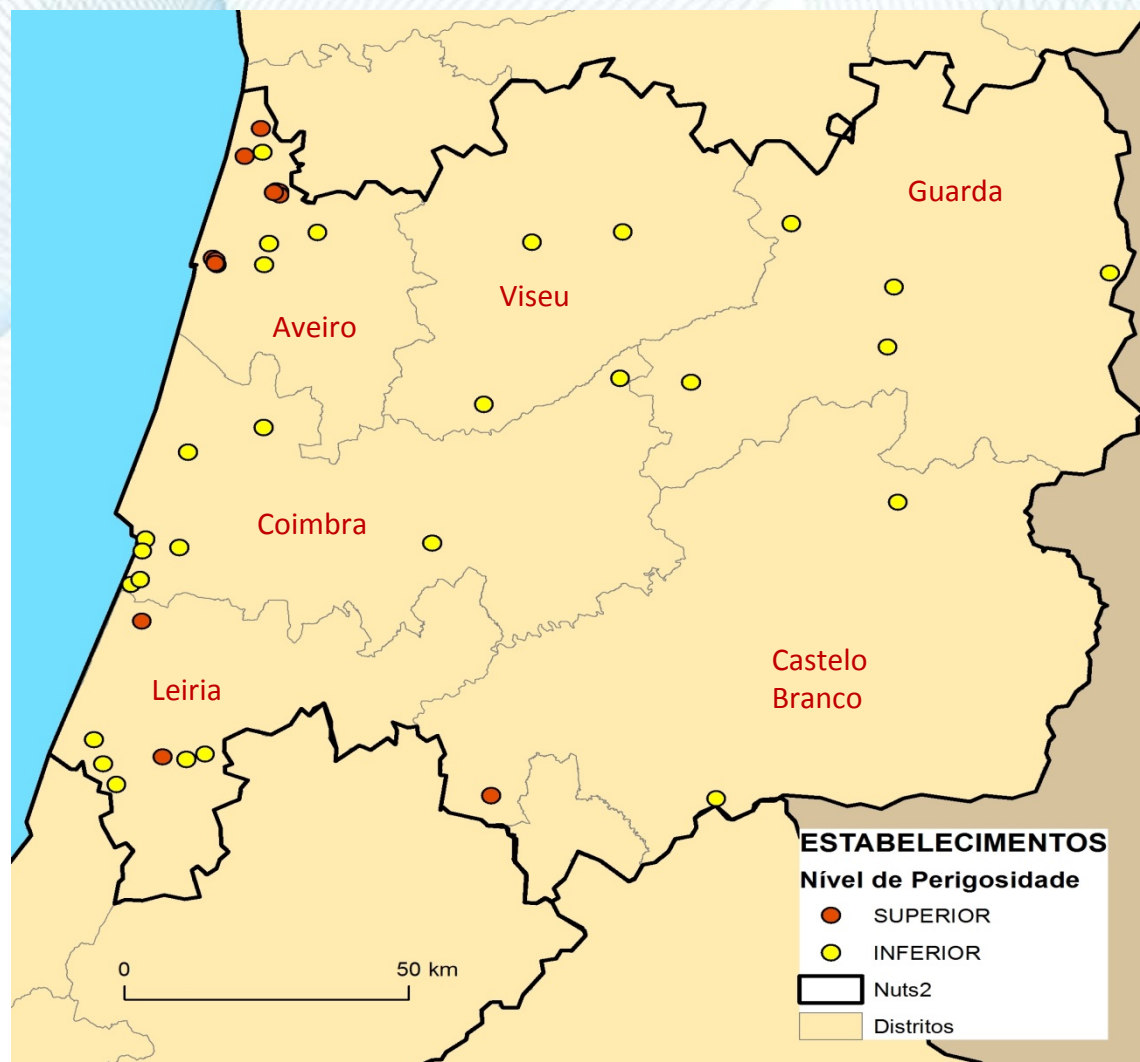 Guarda
Viseu
Aveiro
Coimbra
Castelo
Branco
Leiria
0
50 km
ESTABELECIMENTOS
Nível de Perigosidade
SUPERIOR
INFERIOR
Nuts2
Distritos